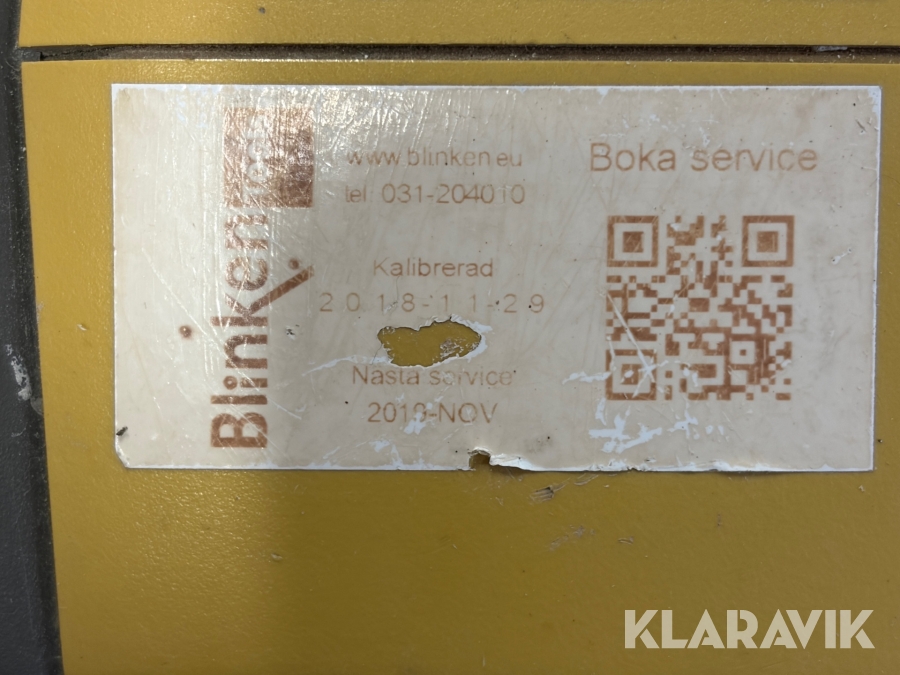 Blinken
www.blinken.eu
tel: 031-204010
Kalibrerad
2018-11-29
Nästa service
2019-NOV
Boka service
KLARAVIK